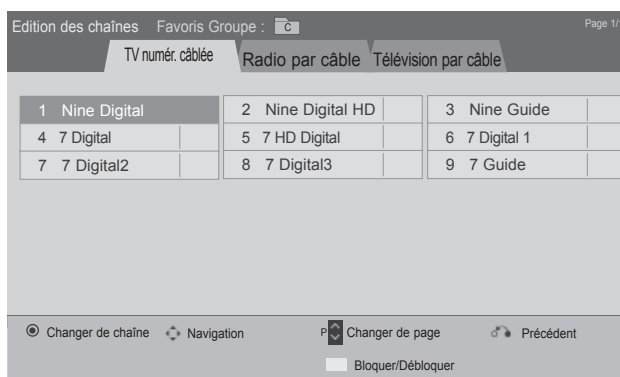 Edition des chaînes Favoris Groupe : C Page 1/
TV numér. câblée Radio par câble Télévision par câble
1 Nine Digital 2 Nine Digital HD 3 Nine Guide
4 7 Digital 5 7 HD Digital 6 7 Digital 1
7 7 Digital2 8 7 Digital3 9 7 Guide
Changer de chaîne Navigation P Changer de page Précédent
Bloquer/Débloquer